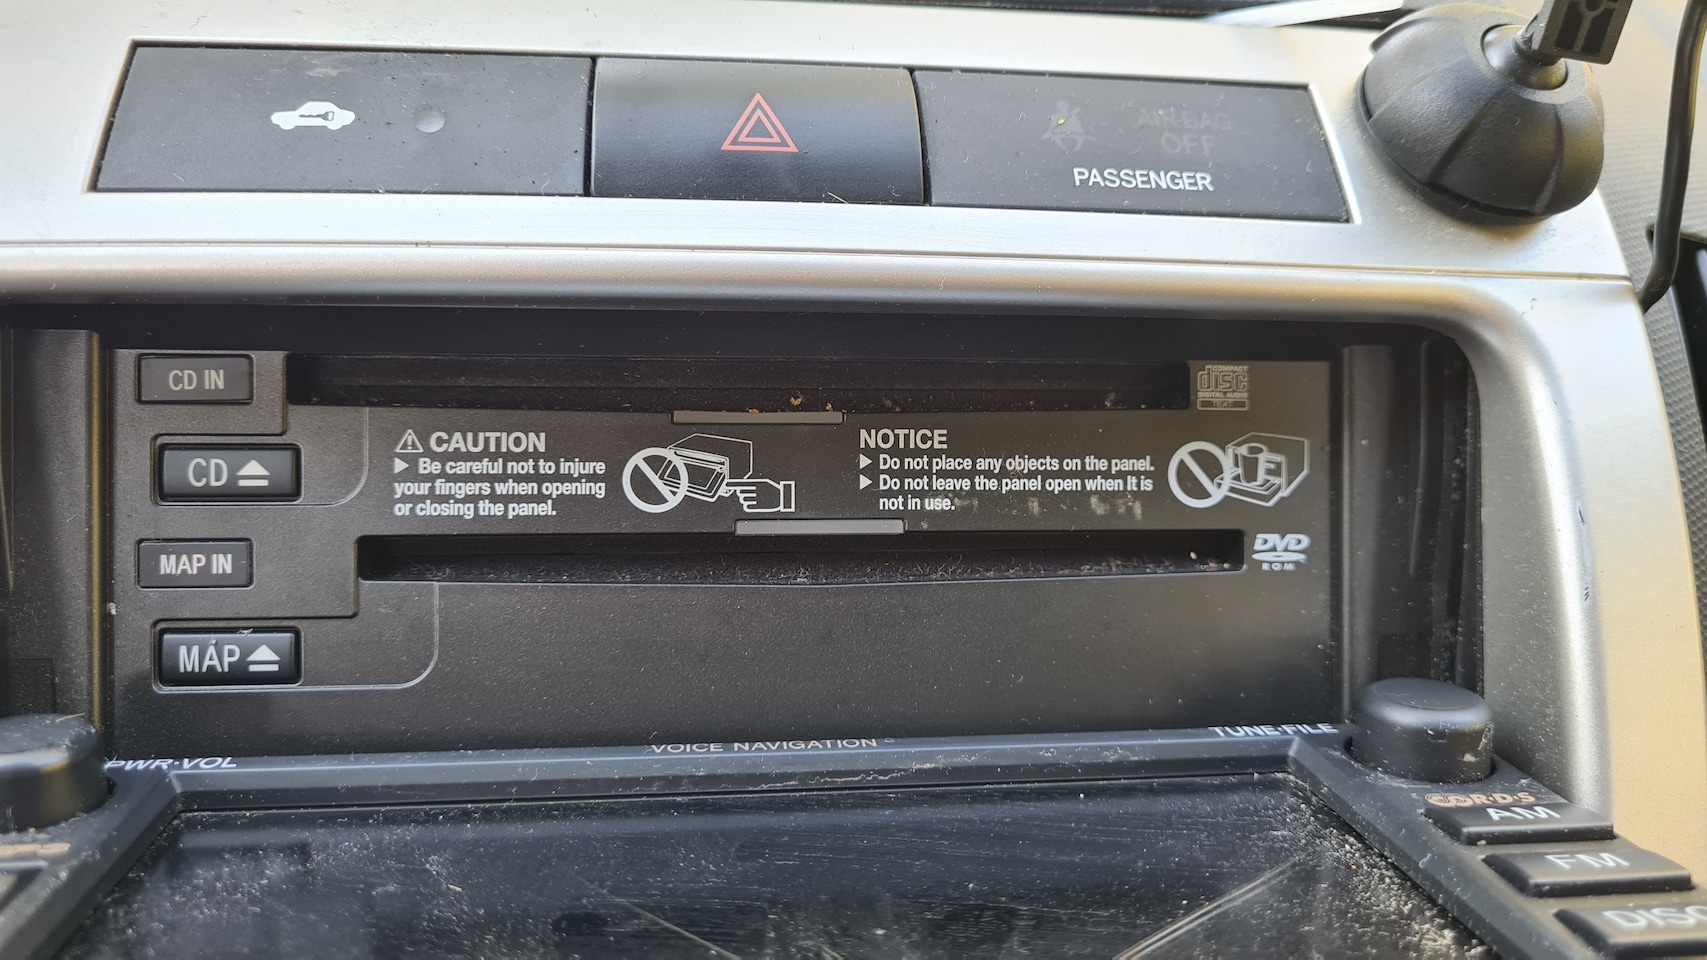 AIR BAG
OFF
PASSENGER
CD IN
COMPACT
disc
DIGITAL AUDIO
TEXT
CAUTION
▶ Be careful not to injure
your fingers when opening
or closing the panel.
NOTICE
▶ Do not place any objects on the panel.
▶ Do not leave the panel open when It is
not in use.
CD
MAP IN
DVD
ROM
MAP
PWR·VOL
VOICE NAVIGATION
TUNE·FILE
R·D·S
AM
FM
DISC